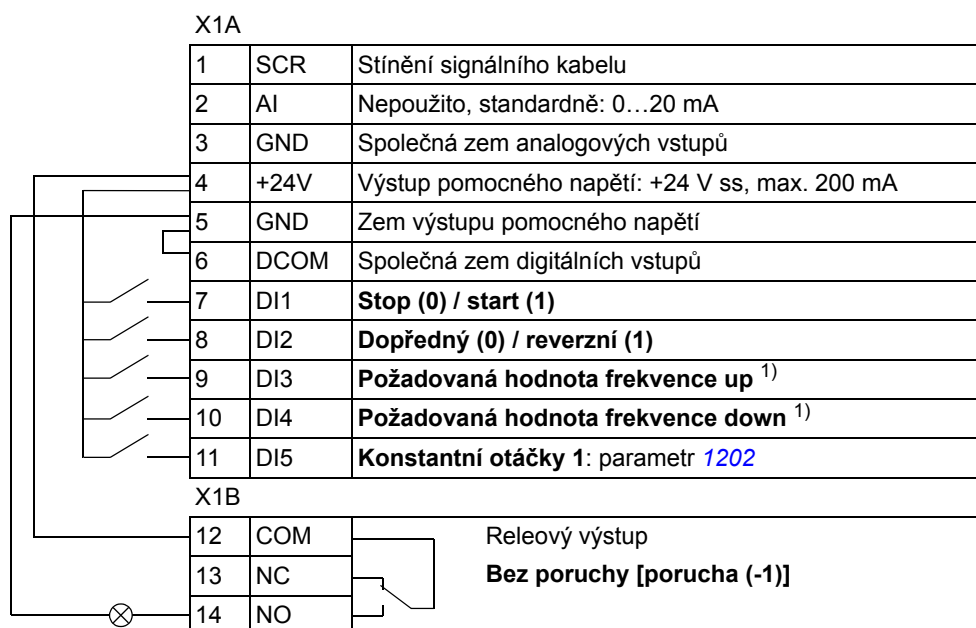 X1A
1 SCR Stínění signálního kabelu
2 AI Nepoužito, standardně: 0…20 mA
3 GND Společná zem analogových vstupů
4 +24V Výstup pomocného napětí: +24 V ss, max. 200 mA
5 GND Zem výstupu pomocného napětí
6 DCOM Společná zem digitálních vstupů
7 DI1 Stop (0) / start (1)
8 DI2 Dopředný (0) / reverzní (1)
9 DI3 Požadovaná hodnota frekvence up 1)
10 DI4 Požadovaná hodnota frekvence down 1)
11 DI5 Konstantní otáčky 1: parametr 1202
X1B
12 COM Releový výstup
13 NC Bez poruchy [porucha (-1)]
14 NO